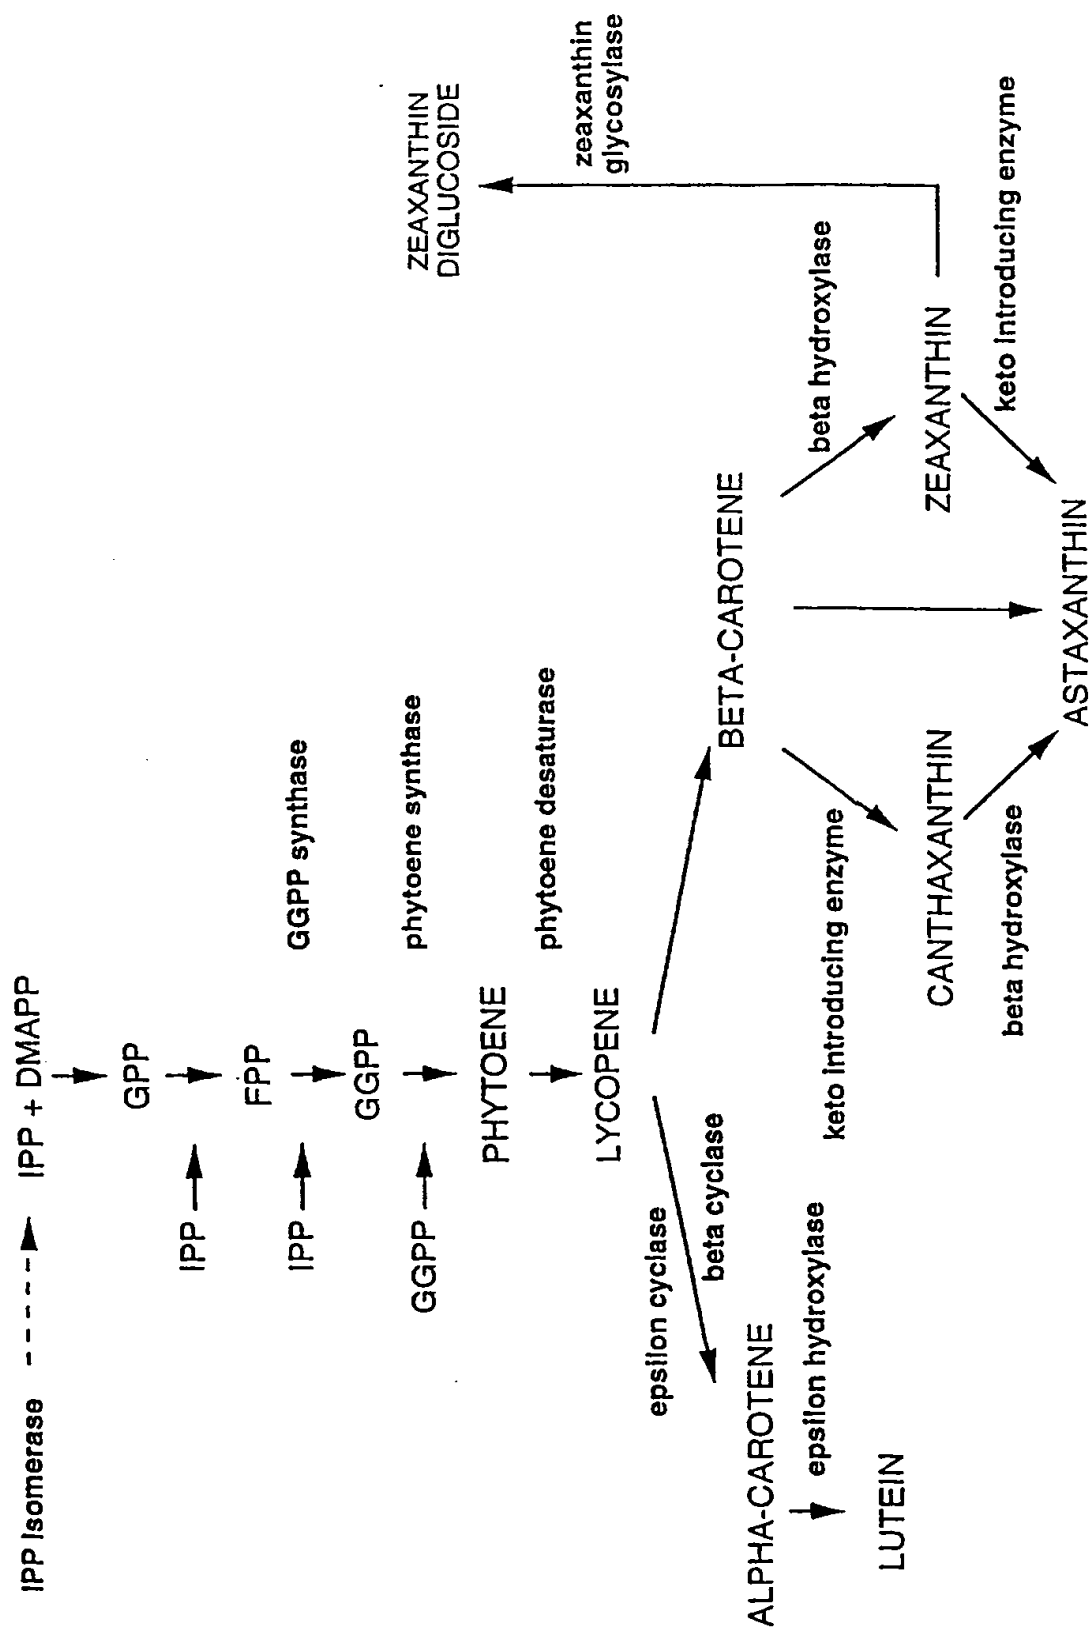 IPP Isomerase
IPP + DMAPP
GPP
IPP
FPP
GGPP synthase
IPP
GGPP
phytoene synthase
GGPP
PHYTOENE
phytoene desaturase
LYCOPENE
epsilon cyclase
beta cyclase
ALPHA-CAROTENE
epsilon hydroxylase
LUTEIN
BETA-CAROTENE
keto introducing enzyme
beta hydroxylase
CANTHAXANTHIN
ZEAXANTHIN
beta hydroxylase
keto introducing enzyme
ASTAXANTHIN
zeaxanthin
glycosylase
ZEAXANTHIN
DIGLUCOSIDE